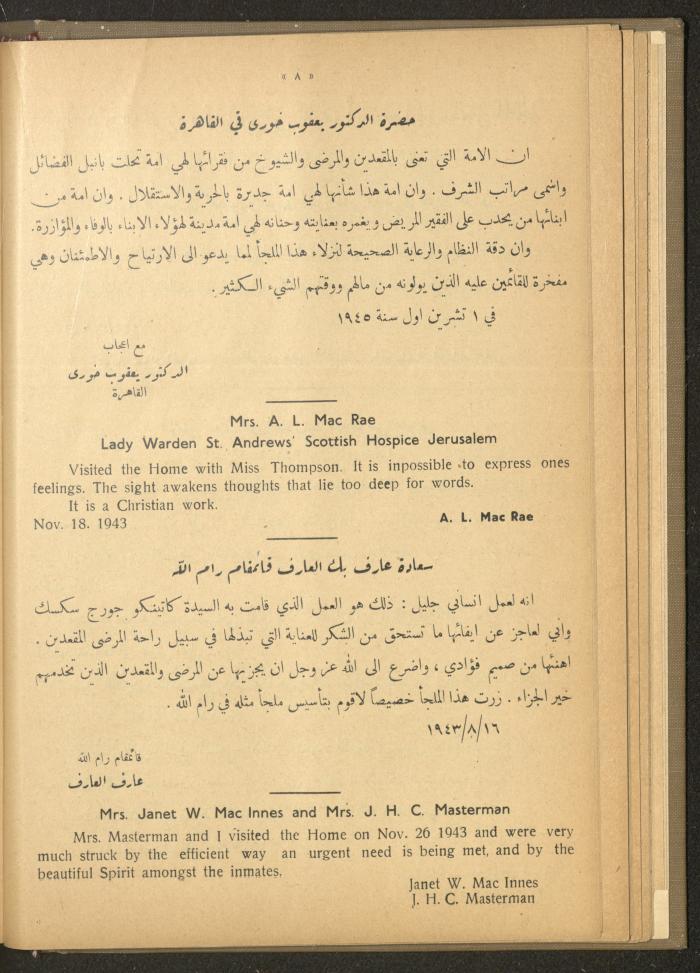 « ٨ »
حضرة الدكتور يعقوب خورى في القاهرة
ان الامة التي تعنى بالمقعدين والمرضى والشيوخ من فقرائها لهي امة تحلت بانبل الفضائل
واسمى مراتب الشرف . وان امة هذا شأنها لهي امة جديرة بالحرية والاستقلال . وان امة من
ابنائها من يحدب على الفقير المريض ويغمره بعنايته وحنانه لهي امة مدينة لهؤلاء الابناء بالوفاء والمؤازرة.
وان دقة النظام والرعاية الصحيحة لنزلاء هذا الملجأ لمما يدعو الى الارتياح والاطمئنان وهي
مفخرة للقائمين عليه الذين يولونه من مالهم ووقتهم الشيء الكثير .
في ١ تشرين اول سنة ١٩٤٥
مع اعجاب
الدكتور يعقوب خورى
القاهرة
Mrs. A. L. Mac Rae
Lady Warden St. Andrews' Scottish Hospice Jerusalem
Visited the Home with Miss Thompson. It is inpossible to express ones
feelings. The sight awakens thoughts that lie too deep for words.
It is a Christian work.
Nov. 18. 1943
A. L. Mac Rae
سعادة عارف بك العارف قائمقام رام الله
انه لعمل انساني جليل : ذلك هو العمل الذي قامت به السيدة كاتينكو جورج سكسك
واني لعاجز عن ايفائها ما تستحق من الشكر للعناية التي تبذلها في سبيل راحة المرضى المقعدين .
اهنئها من صميم فؤادي ، واضرع الى الله عز وجل ان يجزيها عن المرضى والمقعدين الذين تخدمهم
خير الجزاء . زرت هذا الملجأ خصيصاً لاقوم بتأسيس ملجأ مثله في رام الله .
١٩٤٣/٨/١٦
قائمقام رام الله
عارف العارف
Mrs. Janet W. Mac Innes and Mrs. J. H. C. Masterman
Mrs. Masterman and I visited the Home on Nov. 26 1943 and were very
much struck by the efficient way an urgent need is being met, and by the
beautiful Spirit amongst the inmates.
Janet W. Mac Innes
J. H. C. Masterman